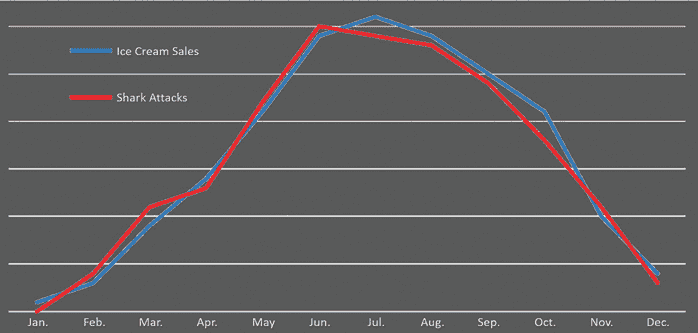 Ice Cream Sales
Shark Attacks
Jan. Feb. Mar. Apr. May Jun. Jul. Aug. Sep. Oct. Nov. Dec.